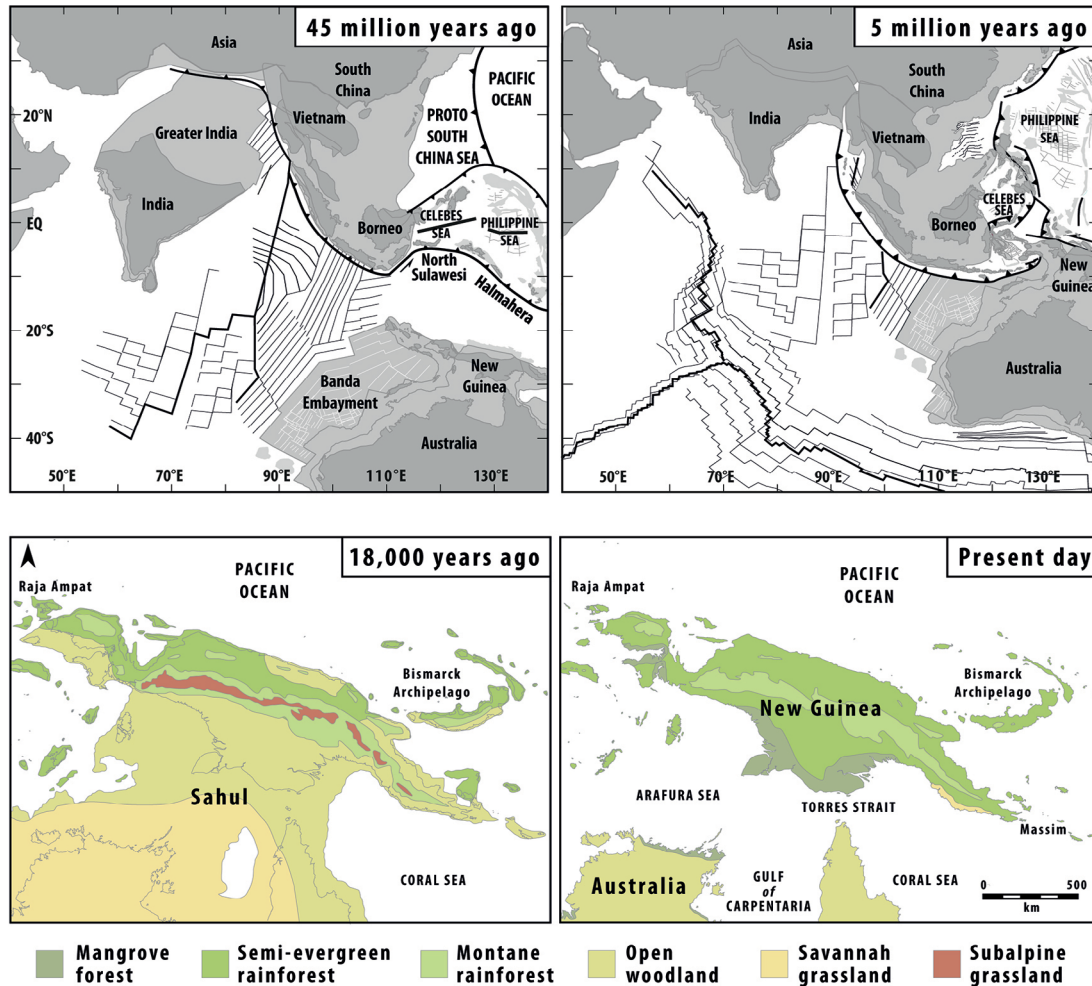 45 million years ago
Asia
South
China
PACIFIC
OCEAN
20°N
Greater India
Vietnam
PROTO
SOUTH
CHINA SEA
India
EQ
Borneo
CELEBES
SEA
PHILIPPINE
SEA
North
Sulawesi
Halmahera
20°S
Banda
Embayment
New
Guinea
40°S
Australia
50°E
70°E
90°E
110°E
130°E
5 million years ago
Asia
South
China
India
Vietnam
PHILIPPINE
SEA
CELEBES
SEA
Borneo
New
Guinea
Australia
50°E
70°E
90°E
110°E
130°E
18,000 years ago
Raja Ampat
PACIFIC
OCEAN
Bismarck
Archipelago
Sahul
CORAL SEA
Present day
Raja Ampat
PACIFIC
OCEAN
Bismarck
Archipelago
New Guinea
ARAFURA SEA
TORRES STRAIT
Massim
Australia
GULF
of
CARPENTARIA
CORAL SEA
0 500
km
Mangrove
forest
Semi-evergreen
rainforest
Montane
rainforest
Open
woodland
Savannah
grassland
Subalpine
grassland